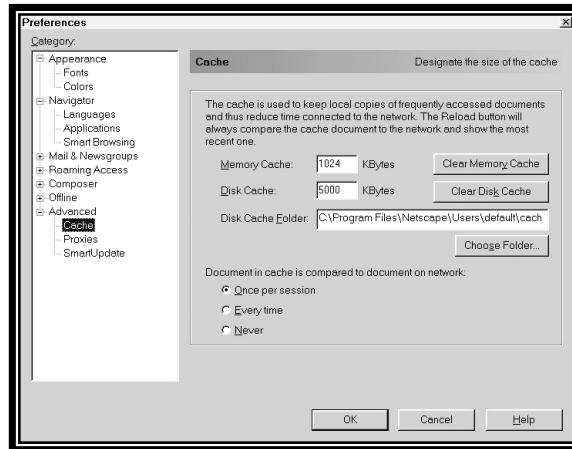 Preferences
Category:
Appearance
Fonts
Colors
Navigator
Languages
Applications
Smart Browsing
Mail & Newsgroups
Roaming Access
Composer
Offline
Advanced
Cache
Proxies
SmartUpdate
Cache Designate the size of the cache
The cache is used to keep local copies of frequently accessed documents
and thus reduce time connected to the network. The Reload button will
always compare the cache document to the network and show the most
recent one.
Memory Cache: 1024 KBytes Clear Memory Cache
Disk Cache: 5000 KBytes Clear Disk Cache
Disk Cache Folder: C:\Program Files\Netscape\Users\default\cach
Choose Folder...
Document in cache is compared to document on network:
Once per session
Every time
Never
OK Cancel Help